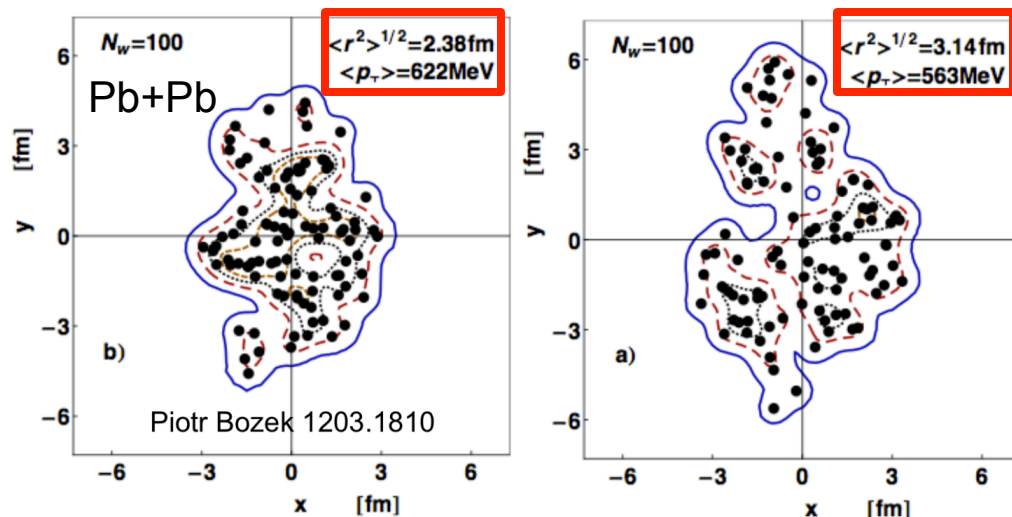 N_w=100
<r²>^1/2=2.38fm
<p_T>=622MeV
Pb+Pb
6
3
0
−3
−6
y [fm]
b)
Piotr Bozek 1203.1810
−6 −3 0 3 6
x [fm]
N_w=100
<r²>^1/2=3.14fm
<p_T>=563MeV
6
3
0
−3
−6
y [fm]
a)
−6 −3 0 3 6
x [fm]